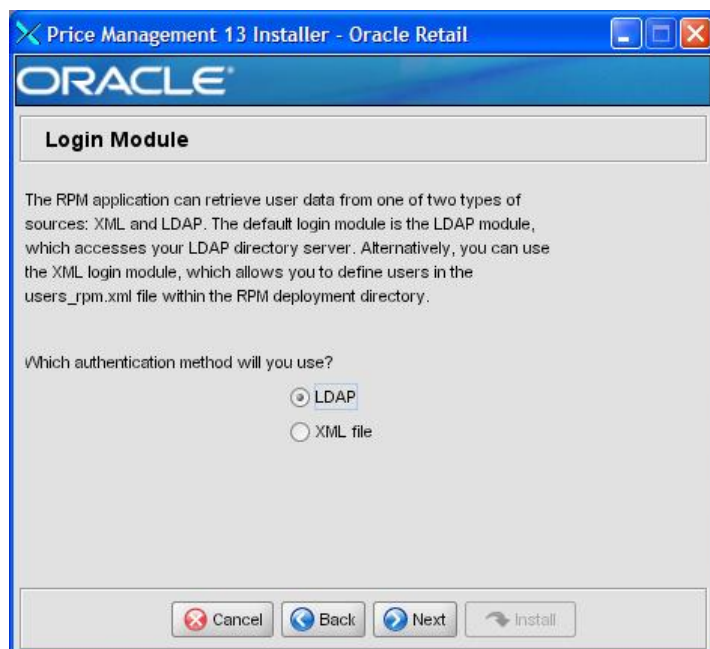 Price Management 13 Installer - Oracle Retail
ORACLE
Login Module
The RPM application can retrieve user data from one of two types of
sources: XML and LDAP. The default login module is the LDAP module,
which accesses your LDAP directory server. Alternatively, you can use
the XML login module, which allows you to define users in the
users_rpm.xml file within the RPM deployment directory.
Which authentication method will you use?
LDAP
XML file
Cancel Back Next Install